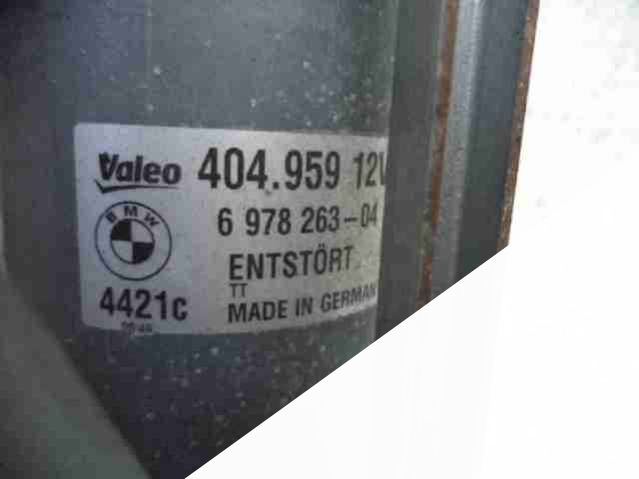 Valeo 404.959 12V
BMW 6 978 263-04
ENTSTÖRT
TT
4421c MADE IN GERMAN